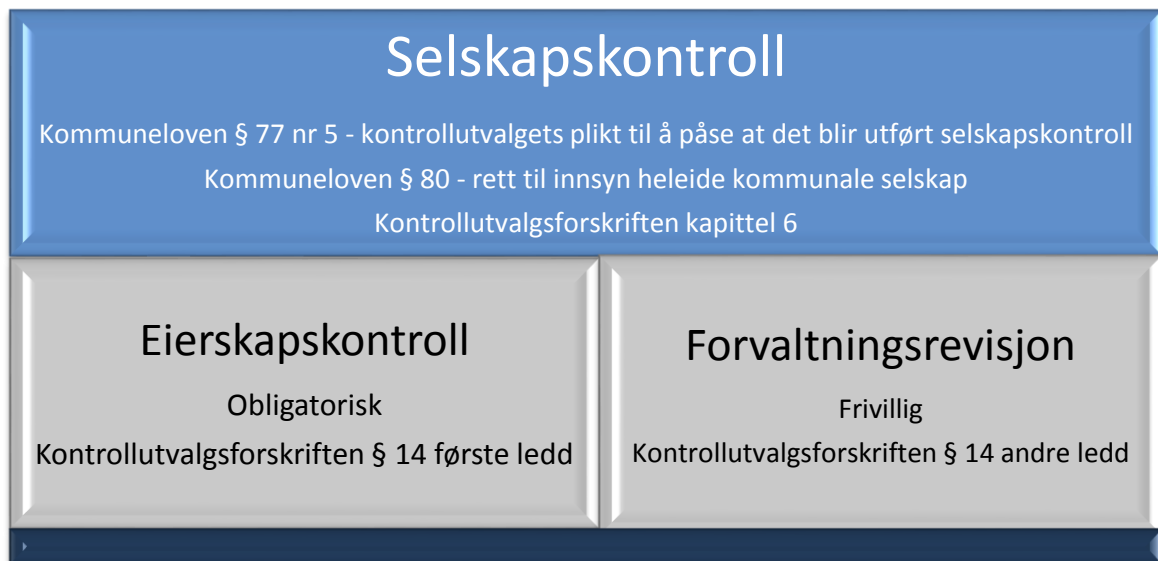 Selskapskontroll
Kommuneloven § 77 nr 5 - kontrollutvalgets plikt til å påse at det blir utført selskapskontroll
Kommuneloven § 80 - rett til innsyn heleide kommunale selskap
Kontrollutvalgsforskriften kapittel 6
Eierskapskontroll
Obligatorisk
Kontrollutvalgsforskriften § 14 første ledd
Forvaltningsrevisjon
Frivillig
Kontrollutvalgsforskriften § 14 andre ledd